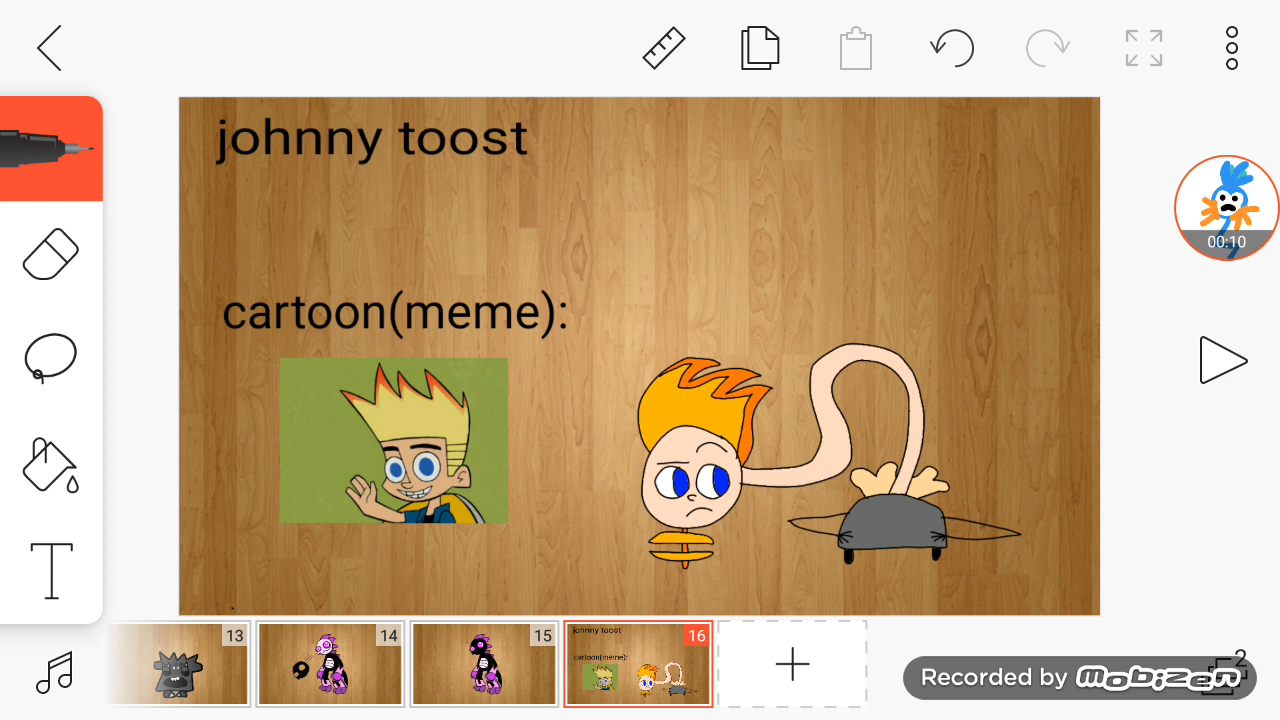 johnny toost
00:10
cartoon(meme):
13
14
15
16
johnny toost
cartoon(meme):
2
Recorded by mobizen